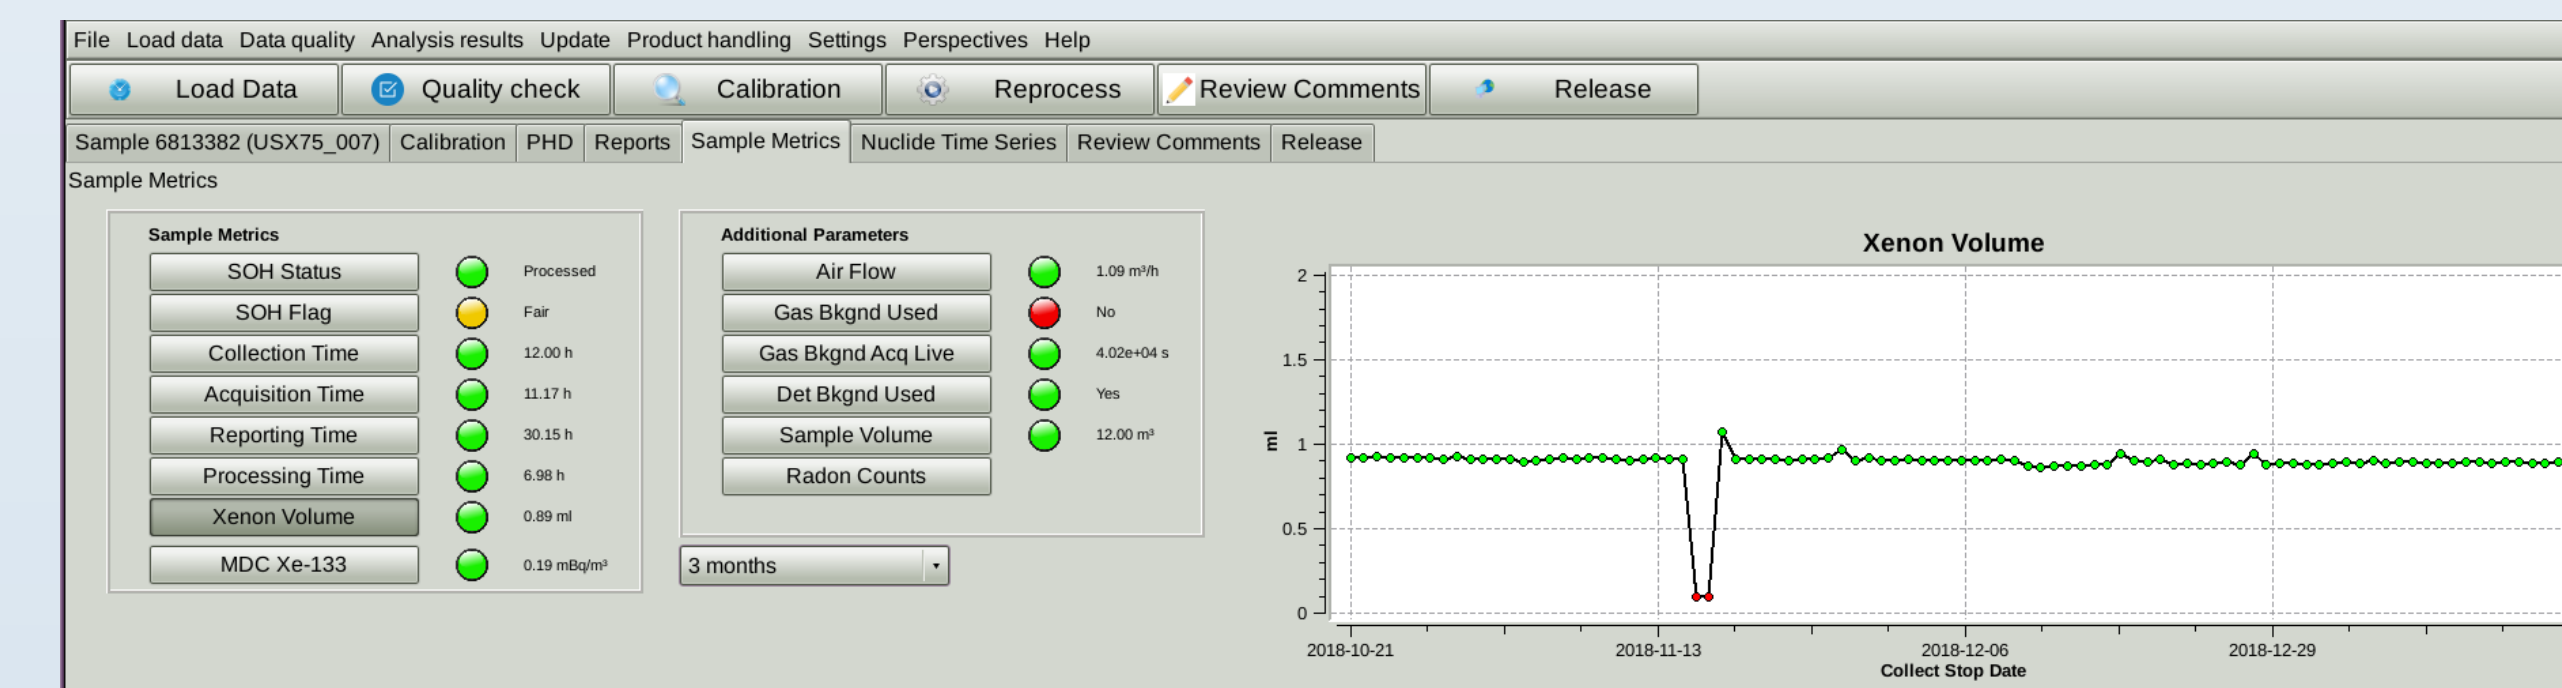 File Load data Data quality Analysis results Update Product handling Settings Perspectives Help
Load Data Quality check Calibration Reprocess Review Comments Release
Sample 6813382 (USX75_007) Calibration PHD Reports Sample Metrics Nuclide Time Series Review Comments Release
Sample Metrics
Sample Metrics
SOH Status Processed
SOH Flag Fair
Collection Time 12.00 h
Acquisition Time 11.17 h
Reporting Time 30.15 h
Processing Time 6.98 h
Xenon Volume 0.89 ml
MDC Xe-133 0.19 mBq/m³
Additional Parameters
Air Flow 1.09 m³/h
Gas Bkgnd Used No
Gas Bkgnd Acq Live 4.02e+04 s
Det Bkgnd Used Yes
Sample Volume 12.00 m³
Radon Counts
3 months
Xenon Volume
2
1.5
1
0.5
0
ml
2018-10-21 2018-11-13 2018-12-06 2018-12-29
Collect Stop Date